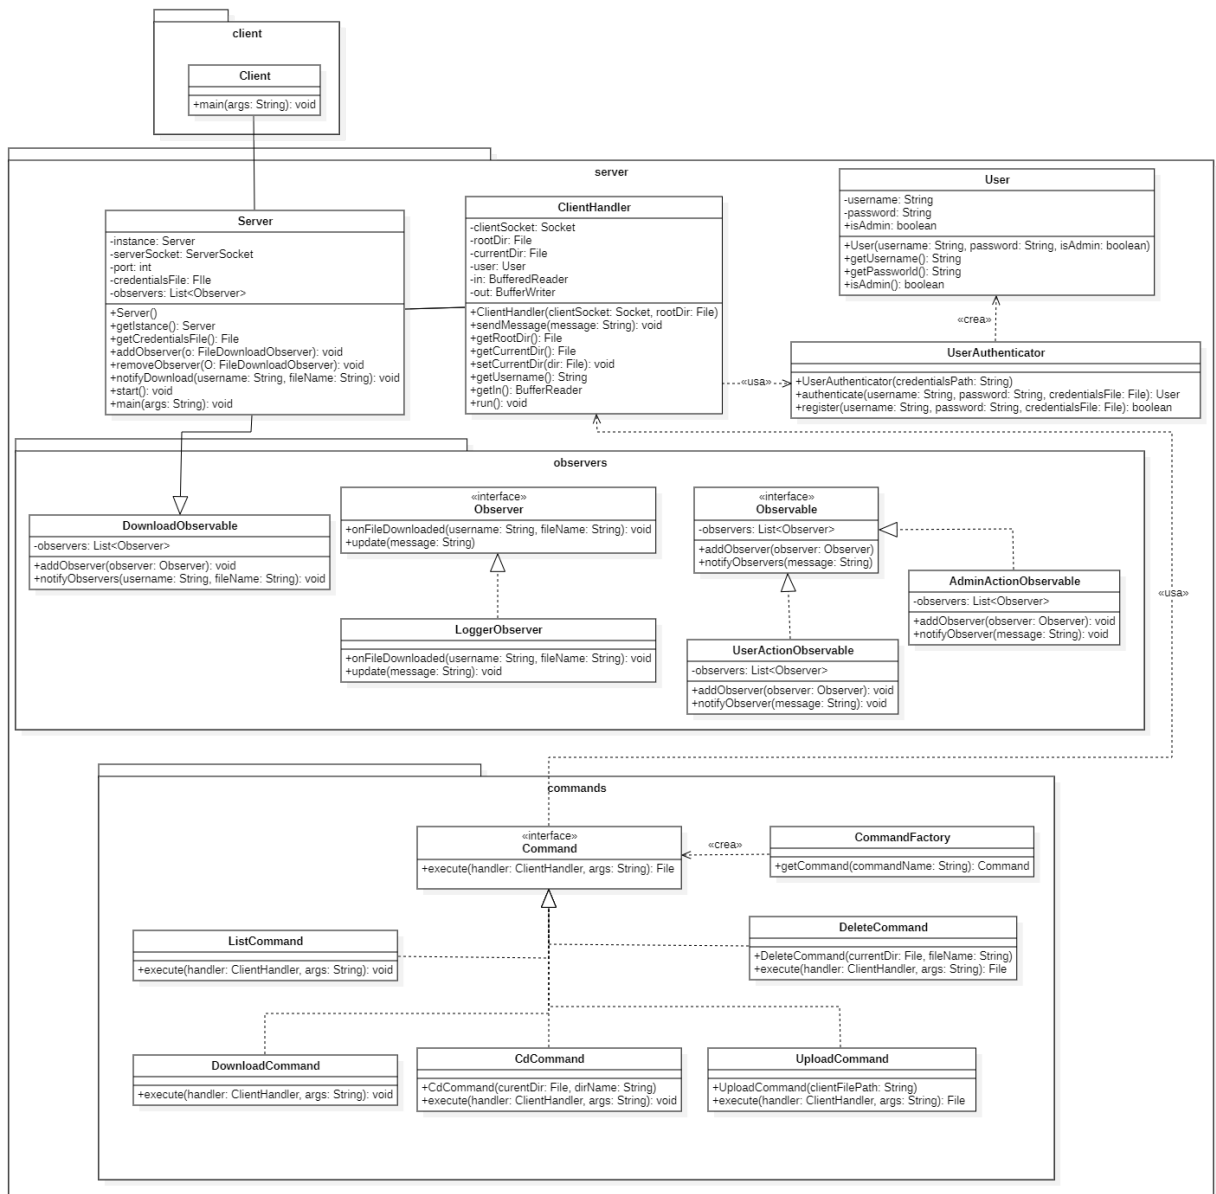 client
Client
+main(args: String): void
server
Server
-instance: Server
-serverSocket: ServerSocket
-port: int
-credentialsFile: FIle
-observers: List<Observer>
+Server()
+getIstance(): Server
+getCredentialsFile(): File
+addObserver(o: FileDownloadObserver): void
+removeObserver(O: FileDownloadObserver): void
+notifyDownload(username: String, fileName: String): void
+start(): void
+main(args: String): void
ClientHandler
-clientSocket: Socket
-rootDir: File
-currentDir: File
-user: User
-in: BufferedReader
-out: BufferWriter
+ClientHandler(clientSocket: Socket, rootDir: File)
+sendMessage(message: String): void
+getRootDir(): File
+getCurrentDir(): File
+setCurrentDir(dir: File): void
+getUsername(): String
+getIn(): BufferReader
+run(): void
User
-username: String
-password: String
+isAdmin: boolean
+User(username: String, password: String, isAdmin: boolean)
+getUsername(): String
+getPassworld(): String
+isAdmin(): boolean
«crea»
«usa»
UserAuthenticator
+UserAuthenticator(credentialsPath: String)
+authenticate(username: String, password: String, credentialsFile: File): User
+register(username: String, password: String, credentialsFile: File): boolean
observers
DownloadObservable
-observers: List<Observer>
+addObserver(observer: Observer): void
+notifyObservers(username: String, fileName: String): void
«interface»
Observer
+onFileDownloaded(username: String, fileName: String): void
+update(message: String)
LoggerObserver
+onFileDownloaded(username: String, fileName: String): void
+update(message: String): void
«interface»
Observable
-observers: List<Observer>
+addObserver(observer: Observer)
+notifyObservers(message: String)
UserActionObservable
-observers: List<Observer>
+addObserver(observer: Observer): void
+notifyObserver(message: String): void
AdminActionObservable
-observers: List<Observer>
+addObserver(observer: Observer): void
+notifyObserver(message: String): void
«usa»
commands
«interface»
Command
+execute(handler: ClientHandler, args: String): File
«crea»
CommandFactory
+getCommand(commandName: String): Command
ListCommand
+execute(handler: ClientHandler, args: String): void
DeleteCommand
+DeleteCommand(currentDir: File, fileName: String)
+execute(handler: ClientHandler, args: String): File
DownloadCommand
+execute(handler: ClientHandler, args: String): void
CdCommand
+CdCommand(curentDir: File, dirName: String)
+execute(handler: ClientHandler, args: String): void
UploadCommand
+UploadCommand(clientFilePath: String)
+execute(handler: ClientHandler, args: String): File